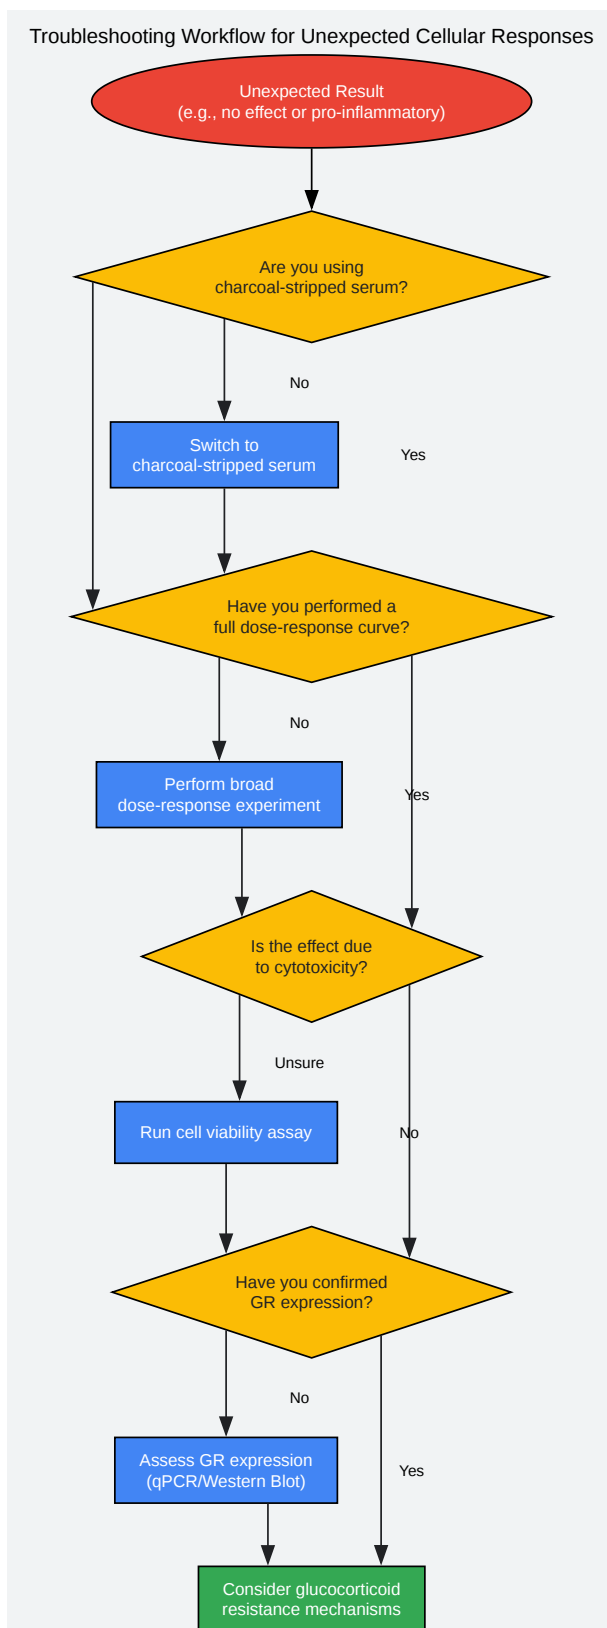 Troubleshooting Workflow for Unexpected Cellular Responses
Unexpected Result
(e.g., no effect or pro-inflammatory)
Are you using
charcoal-stripped serum?
No
Switch to
charcoal-stripped serum
Yes
Have you performed a
full dose-response curve?
No
Perform broad
dose-response experiment
Yes
Is the effect due
to cytotoxicity?
Unsure
Run cell viability assay
No
Have you confirmed
GR expression?
No
Assess GR expression
(qPCR/Western Blot)
Yes
Consider glucocorticoid
resistance mechanisms